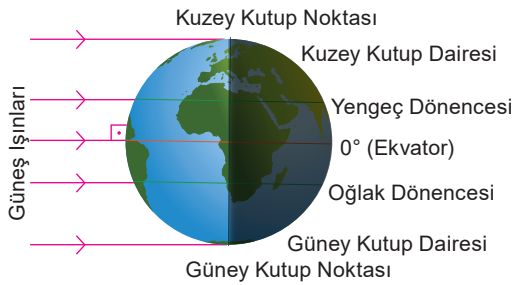 Kuzey Kutup Noktası
Kuzey Kutup Dairesi
Yengeç Dönencesi
0° (Ekvator)
Oğlak Dönencesi
Güney Kutup Dairesi
Güney Kutup Noktası
Güneş Işınları